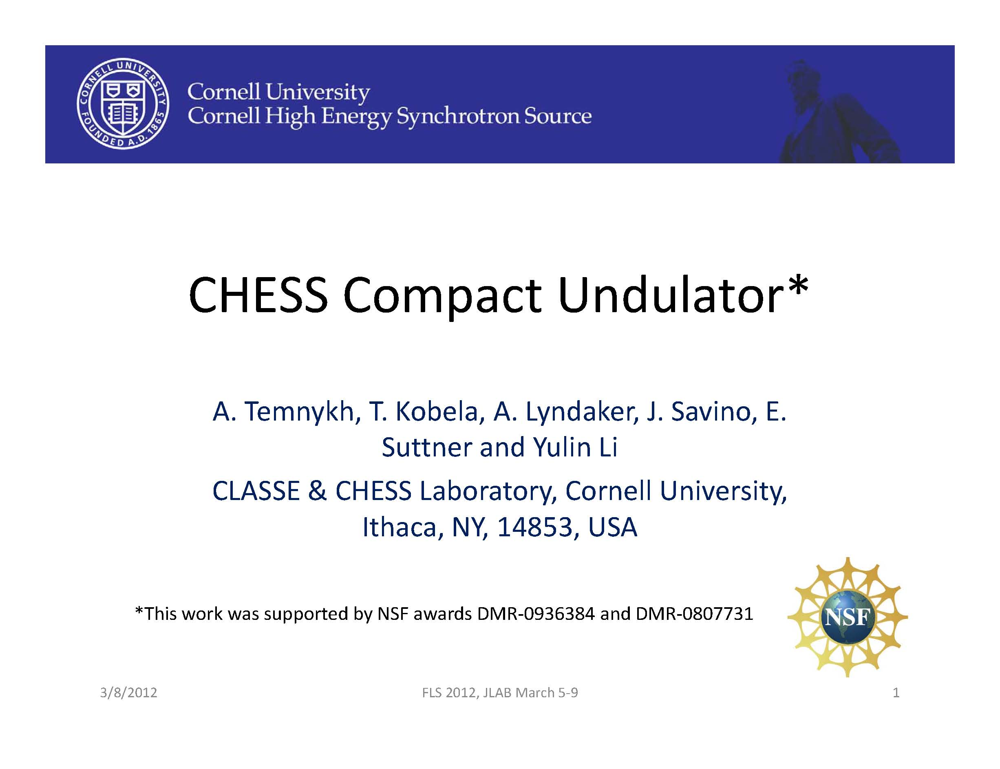 CORNELL UNIVERSITY
FOUNDED A.D. 1865
Cornell University
Cornell High Energy Synchrotron Source
CHESS Compact Undulator*
A. Temnykh, T. Kobela, A. Lyndaker, J. Savino, E.
Suttner and Yulin Li
CLASSE & CHESS Laboratory, Cornell University,
Ithaca, NY, 14853, USA
*This work was supported by NSF awards DMR-0936384 and DMR-0807731
NSF
3/8/2012
FLS 2012, JLAB March 5-9
1